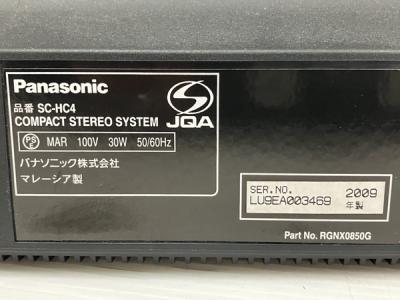 Panasonic
品番 SC-HC4
COMPACT STEREO SYSTEM
JQA
PS E MAR 100V 30W 50/60Hz
パナソニック株式会社
マレーシア製
SER.NO.
LU9EA003469
2009
年製
Part No. RGNX0850G